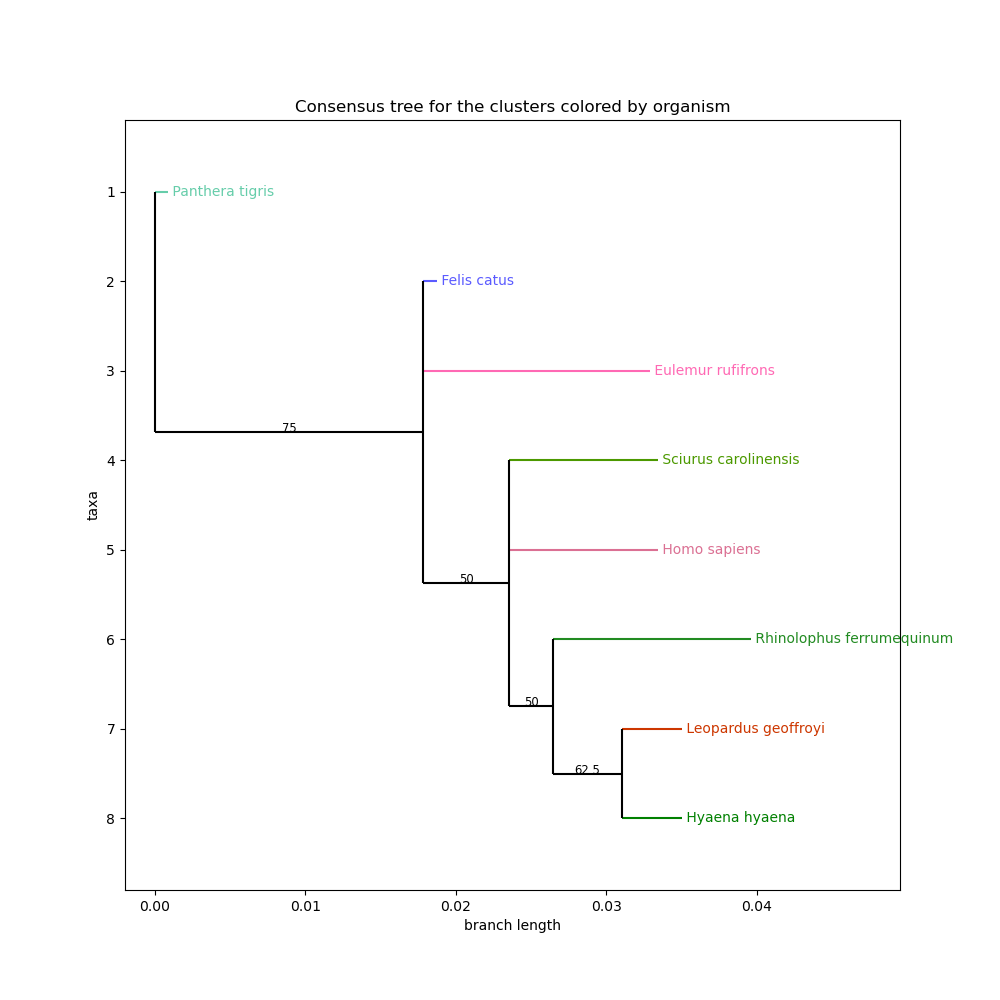 Consensus tree for the clusters colored by organism
1
Panthera tigris
2
Felis catus
3
Eulemur rufifrons
75
4
Sciurus carolinensis
taxa
5
Homo sapiens
50
6
Rhinolophus ferrumequinum
50
7
Leopardus geoffroyi
62.5
8
Hyaena hyaena
0.00 0.01 0.02 0.03 0.04
branch length